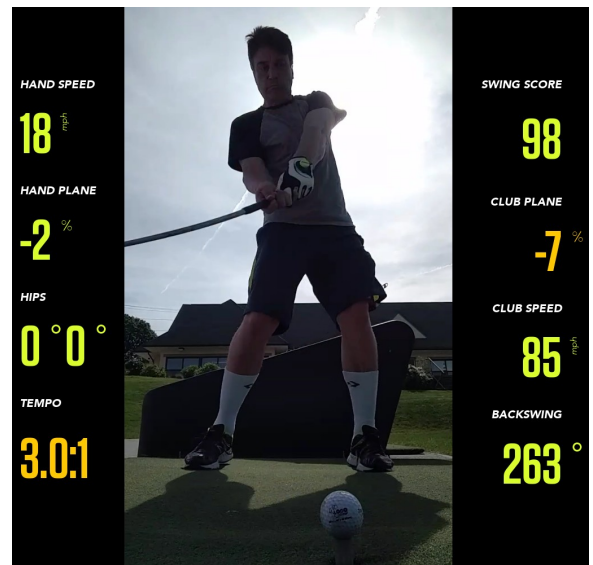 HAND SPEED
18 mph
HAND PLANE
-2 %
HIPS
0° 0°
TEMPO
3.0:1
SWING SCORE
98
CLUB PLANE
-7 %
CLUB SPEED
85 mph
BACKSWING
263°